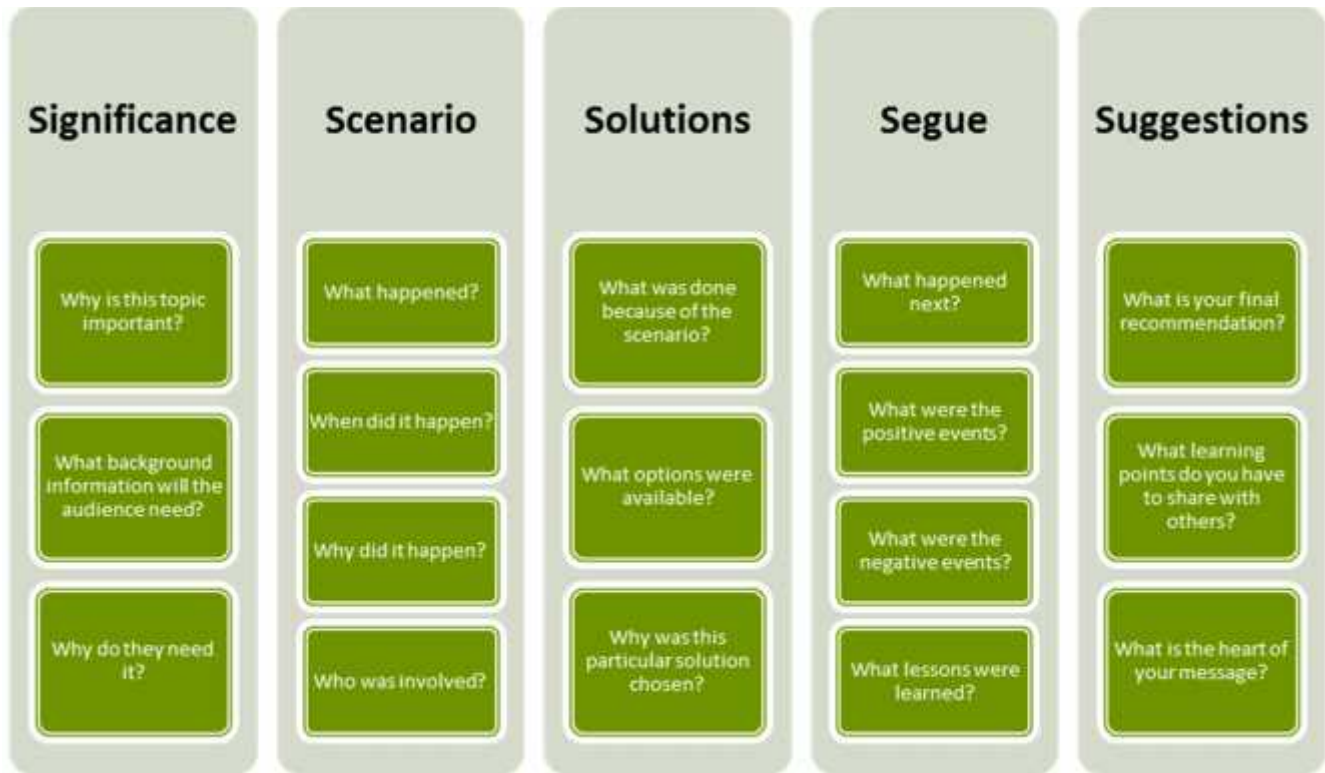 Significance
Why is this topic
important?
What background
information will the
audience need?
Why do they need
it?
Scenario
What happened?
When did it happen?
Why did it happen?
Who was involved?
Solutions
What was done
because of the
scenario?
What options were
available?
Why was this
particular solution
chosen?
Segue
What happened
next?
What were the
positive events?
What were the
negative events?
What lessons were
learned?
Suggestions
What is your final
recommendation?
What learning
points do you have
to share with
others?
What is the heart of
your message?